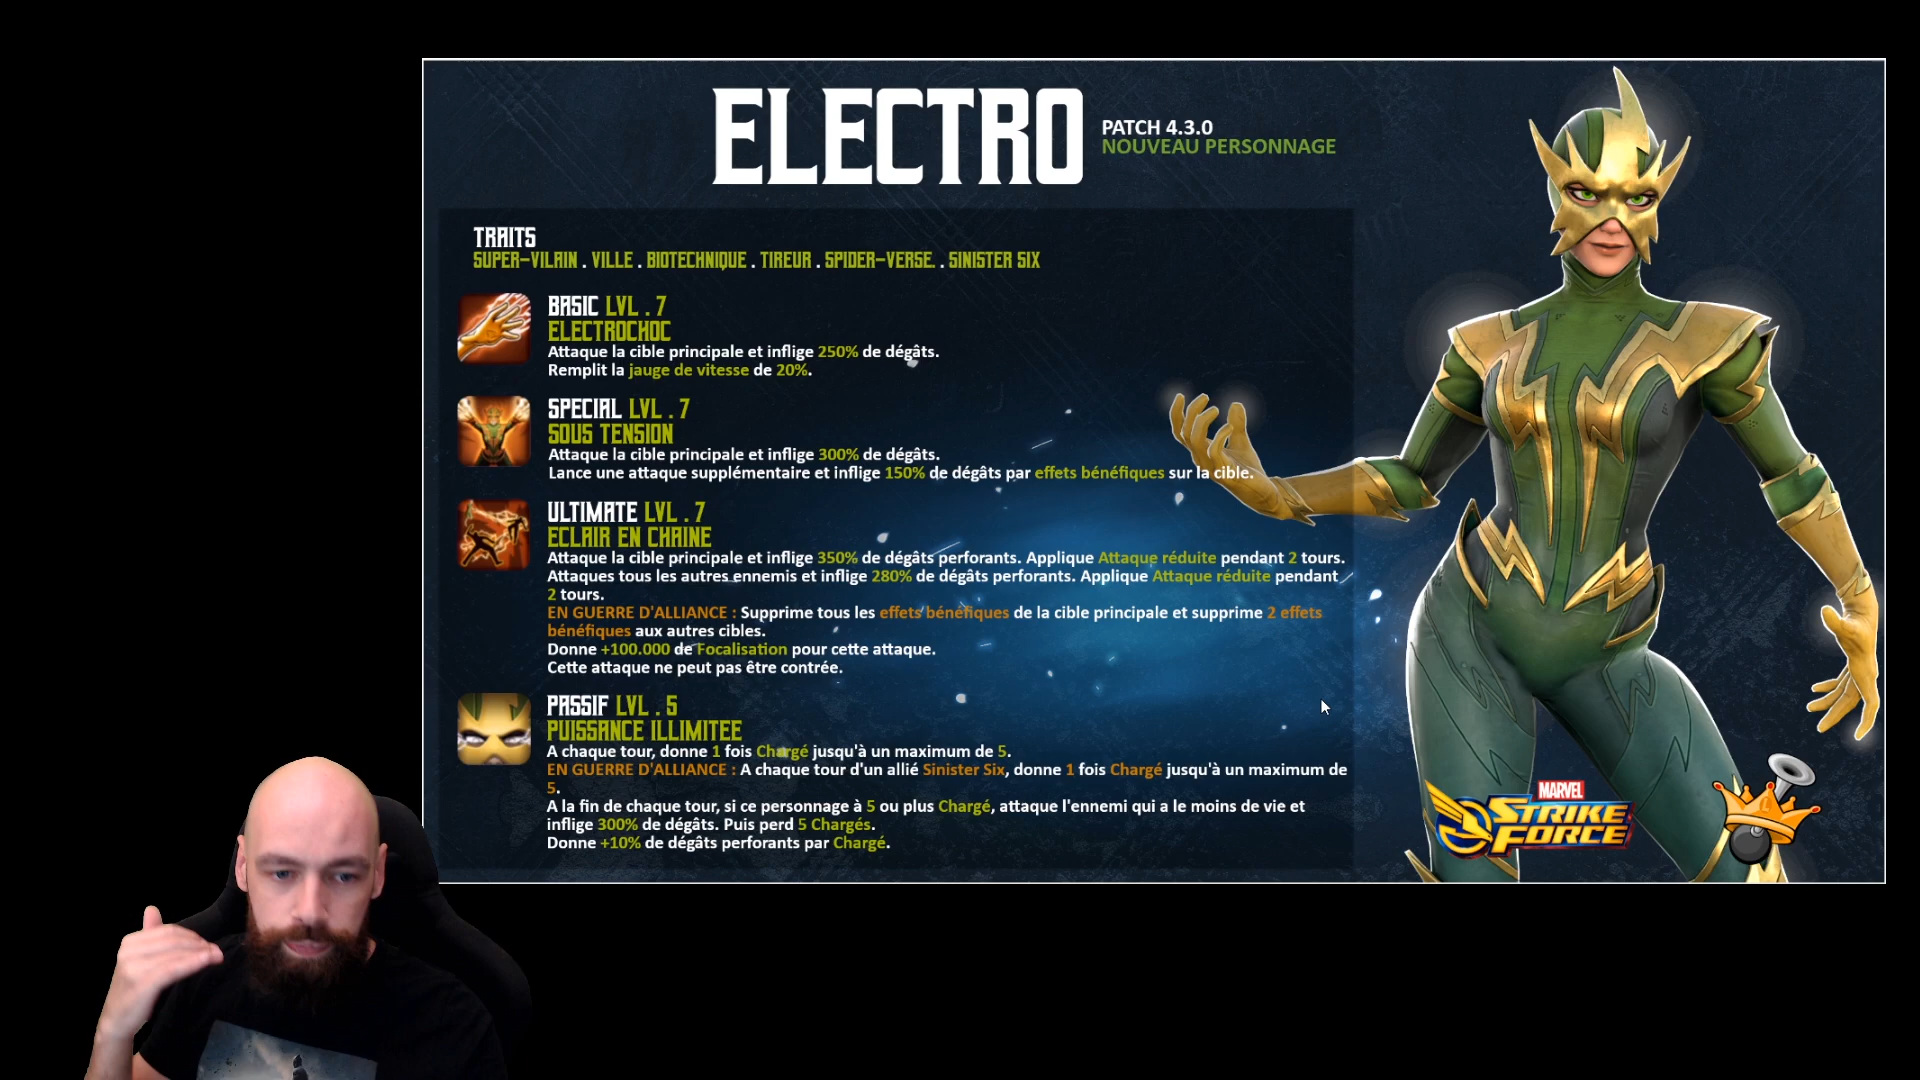 ELECTRO
PATCH 4.3.0
NOUVEAU PERSONNAGE
TRAITS
SUPER-VILAIN . VILLE . BIOTECHNIQUE . TIREUR . SPIDER-VERSE. . SINISTER SIX
BASIC LVL . 7
ELECTROCHOC
Attaque la cible principale et inflige 250% de dégâts.
Remplit la jauge de vitesse de 20%.
SPECIAL LVL . 7
SOUS TENSION
Attaque la cible principale et inflige 300% de dégâts.
Lance une attaque supplémentaire et inflige 150% de dégâts par effets bénéfiques sur la cible.
ULTIMATE LVL . 7
ECLAIR EN CHAINE
Attaque la cible principale et inflige 350% de dégâts perforants. Applique Attaque réduite pendant 2 tours.
Attaques tous les autres ennemis et inflige 280% de dégâts perforants. Applique Attaque réduite pendant
2 tours.
EN GUERRE D'ALLIANCE : Supprime tous les effets bénéfiques de la cible principale et supprime 2 effets
bénéfiques aux autres cibles.
Donne +100.000 de Focalisation pour cette attaque.
Cette attaque ne peut pas être contrée.
PASSIF LVL . 5
PUISSANCE ILLIMITEE
A chaque tour, donne 1 fois Chargé jusqu'à un maximum de 5.
EN GUERRE D'ALLIANCE : A chaque tour d'un allié Sinister Six, donne 1 fois Chargé jusqu'à un maximum de
5.
A la fin de chaque tour, si ce personnage à 5 ou plus Chargé, attaque l'ennemi qui a le moins de vie et
inflige 300% de dégâts. Puis perd 5 Chargés.
Donne +10% de dégâts perforants par Chargé.
MARVEL
STRIKE
FORCE